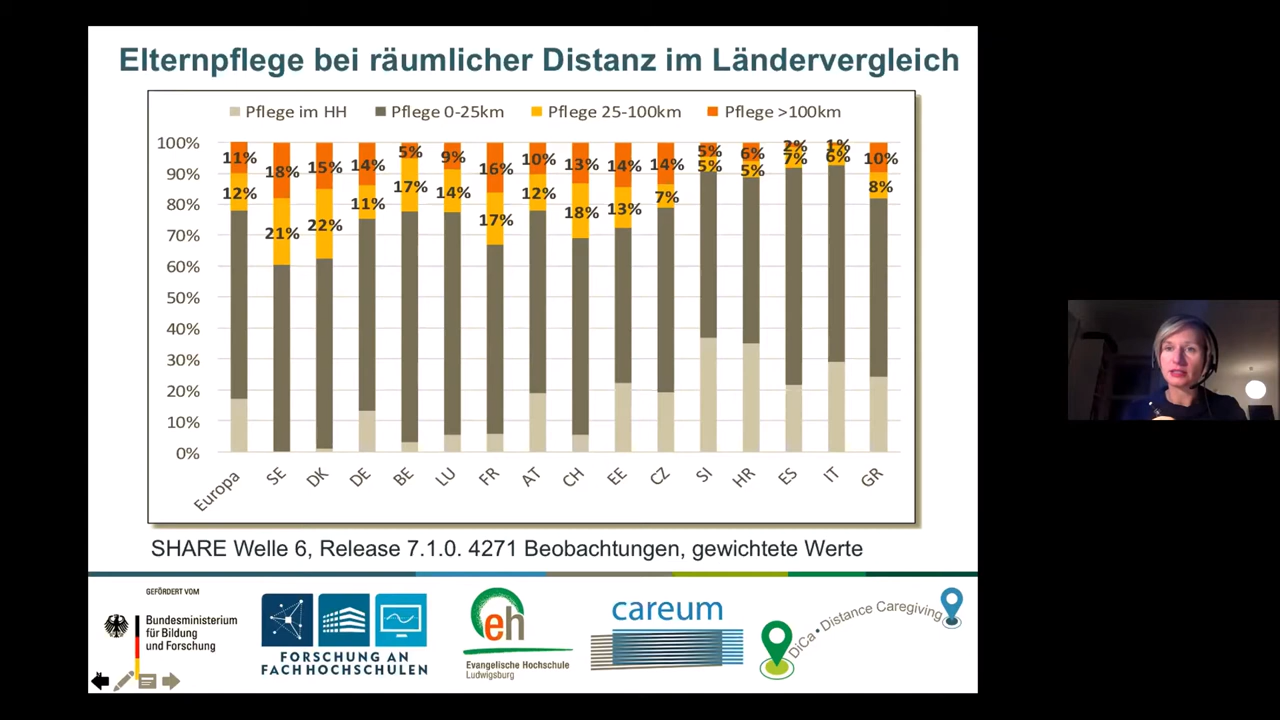 Elternpflege bei räumlicher Distanz im Ländervergleich
Pflege im HH Pflege 0-25km Pflege 25-100km Pflege >100km
100%
90%
80%
70%
60%
50%
40%
30%
20%
10%
0%
11% 18% 15% 14% 5% 9% 16% 10% 13% 14% 14% 5% 6% 2% 1% 10%
12% 21% 22% 11% 17% 14% 17% 12% 18% 13% 7% 5% 5% 7% 6% 8%
Europa SE DK DE BE LU FR AT CH EE CZ SI HR ES IT GR
SHARE Welle 6, Release 7.1.0. 4271 Beobachtungen, gewichtete Werte
GEFÖRDERT VOM
Bundesministerium
für Bildung
und Forschung
FORSCHUNG AN
FACHHOCHSCHULEN
eh
Evangelische Hochschule
Ludwigsburg
careum
DiCa • Distance Caregiving